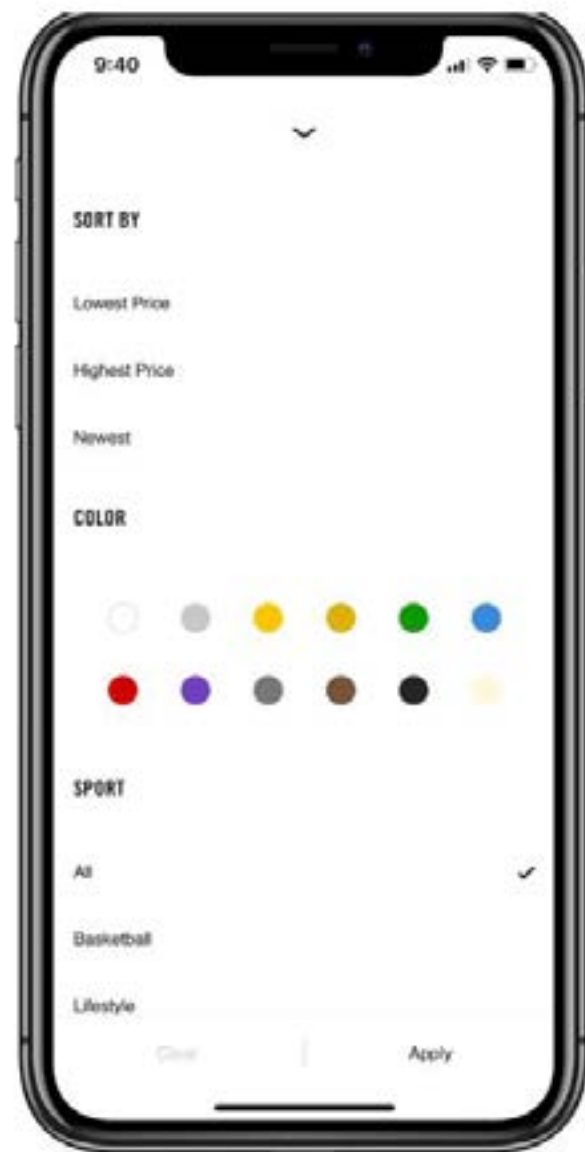 9:40
SORT BY
Lowest Price
Highest Price
Newest
COLOR
SPORT
All
Basketball
Lifestyle
Clear
Apply